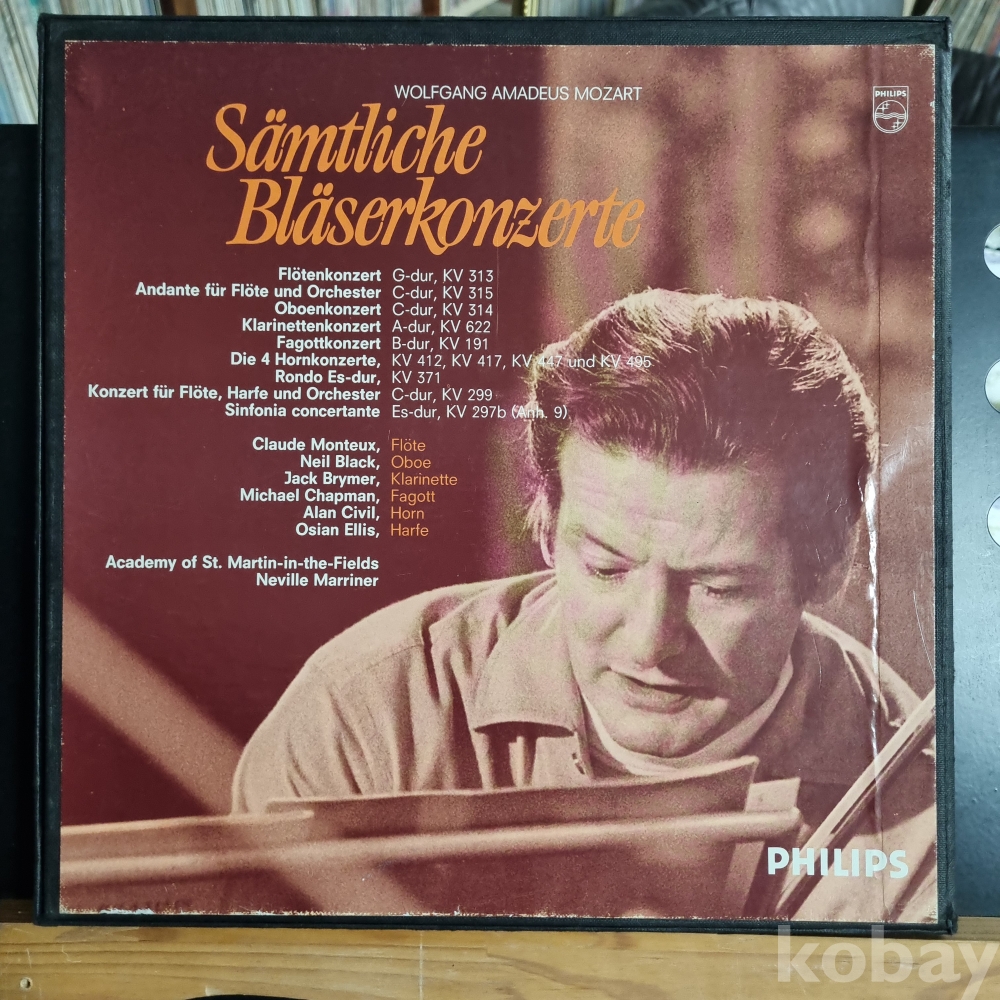 WOLFGANG AMADEUS MOZART
PHILIPS
Sämtliche
Bläserkonzerte
Flötenkonzert G-dur, KV 313
Andante für Flöte und Orchester C-dur, KV 315
Oboenkonzert C-dur, KV 314
Klarinettenkonzert A-dur, KV 622
Fagottkonzert B-dur, KV 191
Die 4 Hornkonzerte, KV 412, KV 417, KV 447 und KV 495
Rondo Es-dur, KV 371
Konzert für Flöte, Harfe und Orchester C-dur, KV 299
Sinfonia concertante Es-dur, KV 297b (Anh. 9)
Claude Monteux, Flöte
Neil Black, Oboe
Jack Brymer, Klarinette
Michael Chapman, Fagott
Alan Civil, Horn
Osian Ellis, Harfe
Academy of St. Martin-in-the-Fields
Neville Marriner
PHILIPS
kobay